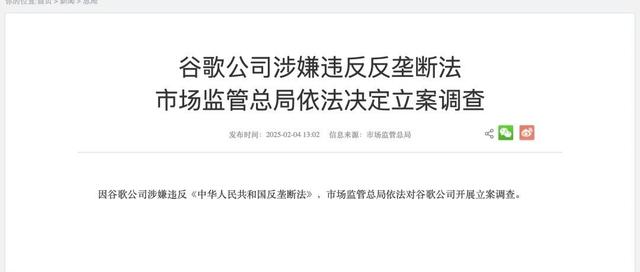 你的位置:首页 > 新闻 > 总局
谷歌公司涉嫌违反反垄断法
市场监管总局依法决定立案调查
发布时间：2025-02-04 13:02 信息来源：市场监管总局
因谷歌公司涉嫌违反《中华人民共和国反垄断法》，市场监管总局依法对谷歌公司开展立案调查。